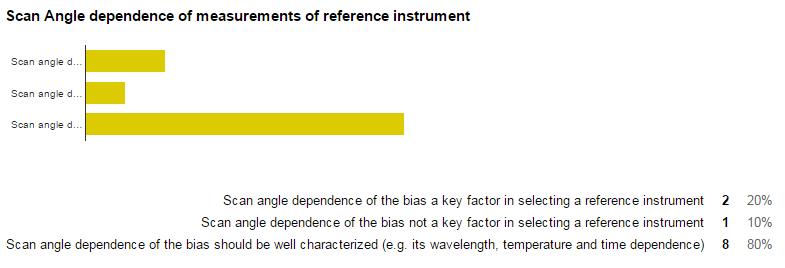 Scan Angle dependence of measurements of reference instrument
Scan angle d...
Scan angle d...
Scan angle d...
Scan angle dependence of the bias a key factor in selecting a reference instrument 2 20%
Scan angle dependence of the bias not a key factor in selecting a reference instrument 1 10%
Scan angle dependence of the bias should be well characterized (e.g. its wavelength, temperature and time dependence) 8 80%